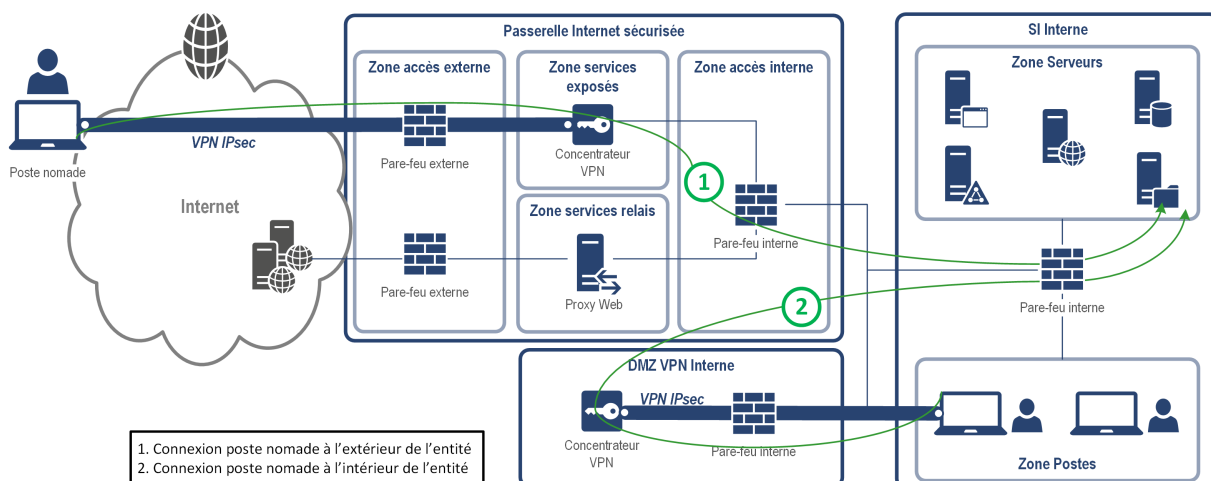 Passerelle Internet sécurisée
SI Interne
Zone accès externe
Zone services
exposés
Zone accès interne
Zone Serveurs
VPN IPsec
Pare-feu externe
Concentrateur
VPN
Poste nomade
1
Internet
Zone services relais
Pare-feu interne
Pare-feu externe
Proxy Web
2
Pare-feu interne
DMZ VPN Interne
VPN IPsec
Concentrateur
VPN
Pare-feu interne
Zone Postes
1. Connexion poste nomade à l'extérieur de l'entité
2. Connexion poste nomade à l'intérieur de l'entité